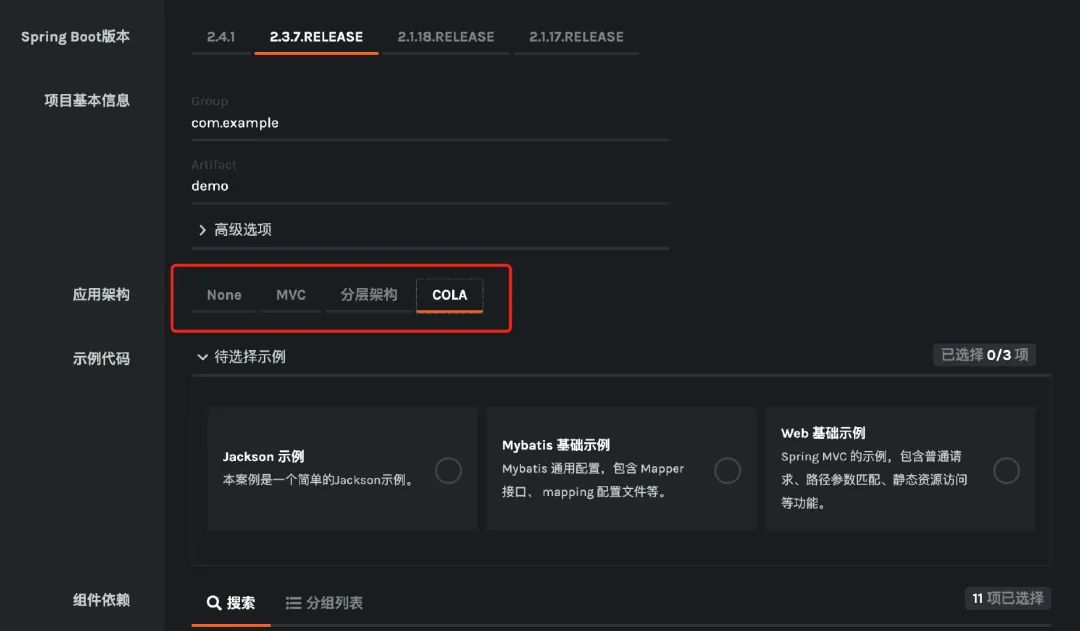 Spring Boot版本
2.4.1 2.3.7.RELEASE 2.1.18.RELEASE 2.1.17.RELEASE
项目基本信息
Group
com.example
Artifact
demo
高级选项
应用架构
None MVC 分层架构 COLA
示例代码
待选择示例
已选择 0/3 项
Jackson 示例
本案例是一个简单的Jackson示例。
Mybatis 基础示例
Mybatis 通用配置，包含 Mapper
接口、 mapping 配置文件等。
Web 基础示例
Spring MVC 的示例，包含普通请
求、路径参数匹配、静态资源访问
等功能。
组件依赖
搜索 分组列表
11 项已选择